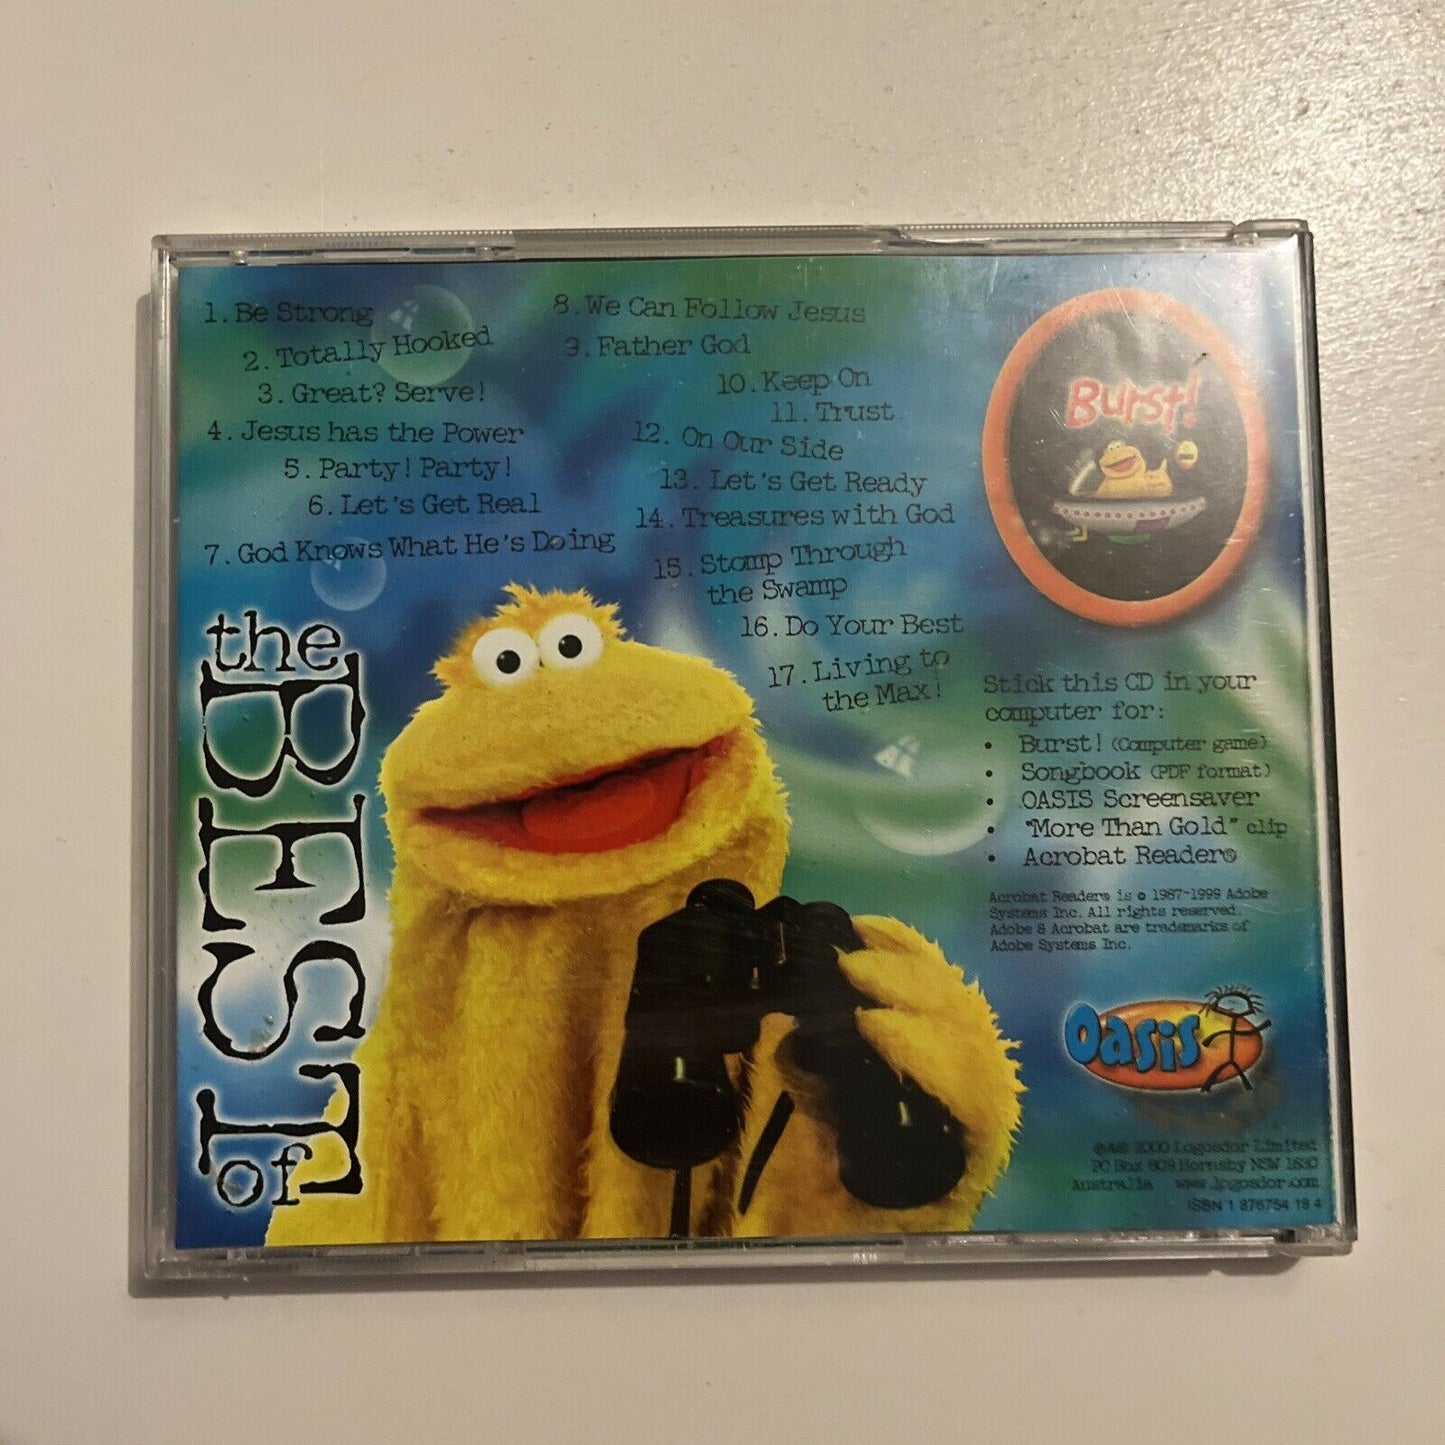 1. Be Strong
2. Totally Hooked
3. Great? Serve!
4. Jesus has the Power
5. Party! Party!
6. Let's Get Real
7. God Knows What He's Doing
8. We Can Follow Jesus
9. Father God
10. Keep On
11. Trust
12. On Our Side
13. Let's Get Ready
14. Treasures with God
15. Stomp Through
the Swamp
16. Do Your Best
17. Living to
the Max!
the
BEST
of
Burst!
Stick this CD in your
computer for:
• Burst! (Computer game)
• Songbook (PDF format)
• OASIS Screensaver
• "More Than Gold" clip
• Acrobat Reader®
Acrobat Reader® is © 1987-1999 Adobe
Systems Inc. All rights reserved.
Adobe & Acrobat are trademarks of
Adobe Systems Inc.
Oasis
2000 Logosdor Limited
PO Box 809 Hornsby NSW 1630
Australia www.logosdor.com
ISBN 1 876754 18 4